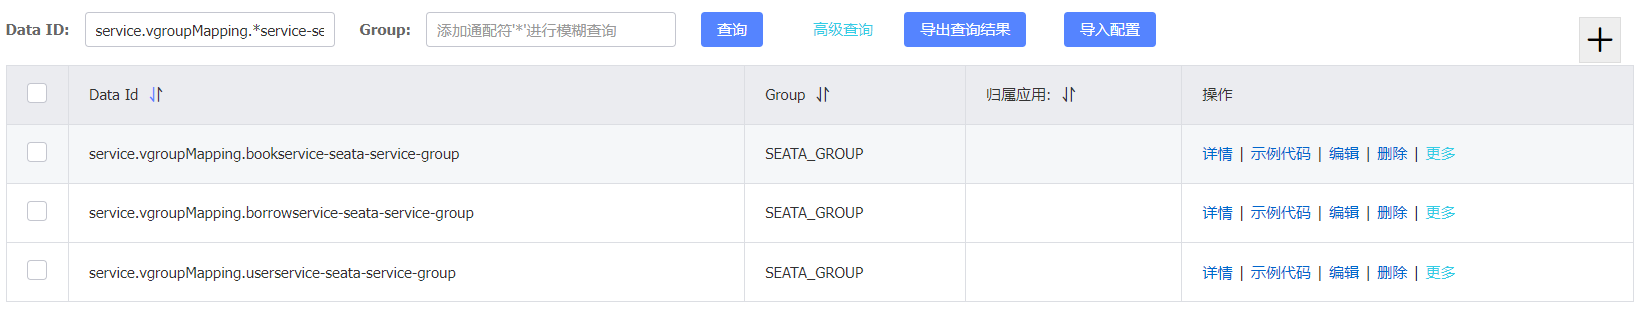 Data ID: service.vgroupMapping.*service-se Group: 添加通配符'*'进行模糊查询 查询 高级查询 导出查询结果 导入配置
Data Id Group 归属应用: 操作
service.vgroupMapping.bookservice-seata-service-group SEATA_GROUP 详情 | 示例代码 | 编辑 | 删除 | 更多
service.vgroupMapping.borrowservice-seata-service-group SEATA_GROUP 详情 | 示例代码 | 编辑 | 删除 | 更多
service.vgroupMapping.userservice-seata-service-group SEATA_GROUP 详情 | 示例代码 | 编辑 | 删除 | 更多